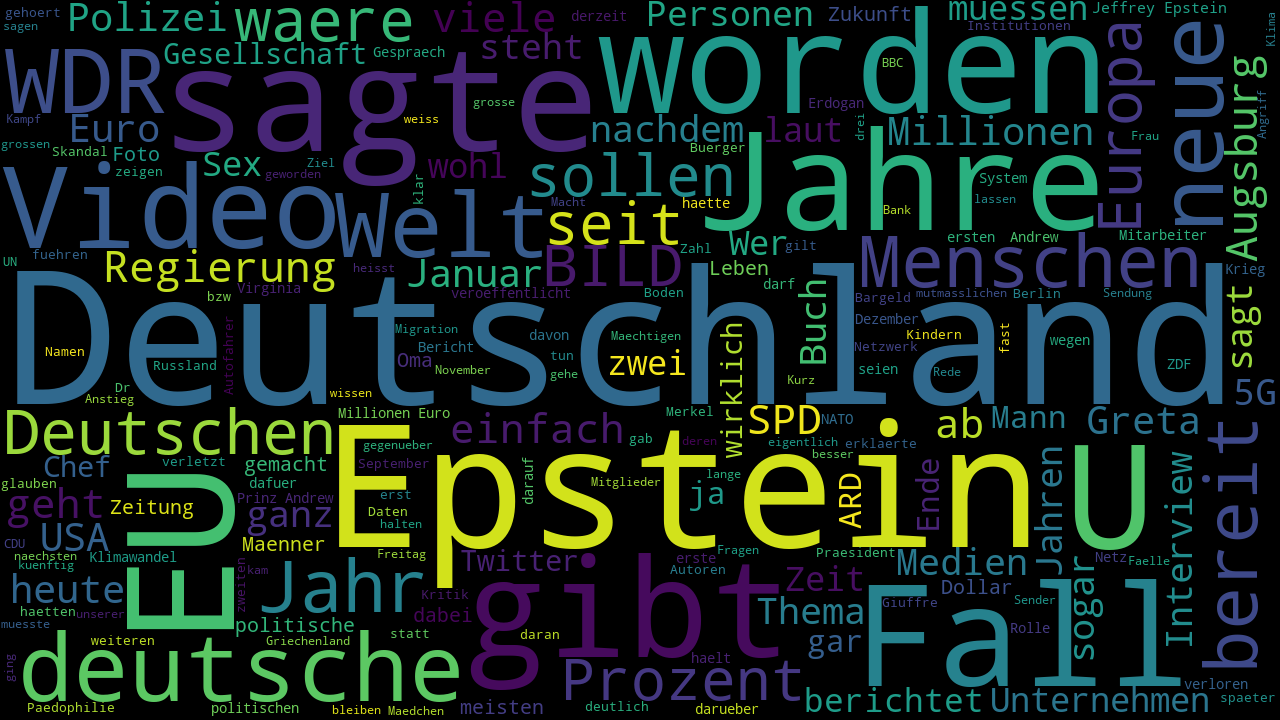 gehoert
sagen
Polizei
waere
viele
derzeit
Personen
Zukunft
muessen
Jeffrey Epstein
Institutionen
Klima
Gesellschaft
Gespraech
steht
WDR
sagte
worden
BBC
Europa
neue
Augsburg
Angriff
Kampf
grosse
weiss
Erdogan
drei
Euro
nachdem
laut
Millionen
Frau
grossen
Skandal
Foto
zeigen
Sex
Ziel
geworden
wohl
klar
Buerger
sollen
Jahre
System
lassen
Video
Welt
Macht
haette
Bank
seit
Wer
gilt
ersten
Andrew
Mitarbeiter
UN
fuehren
Regierung
heisst
Januar
BILD
Zahl
Leben
darf
Menschen
Krieg
bzw
Virginia
veroeffentlicht
Boden
Buch
Bargeld
mutmasslichen
Berlin
Sendung
sagt
Deutschland
Namen
Russland
Autofahrer
Migration
Bericht
davon
Maechtigen
Dezember
Netzwerk
Kindern
fast
wegen
ZDF
Oma
November
tun
gehe
zwei
wirklich
Kurz
seien
Rede
Dr
Anstieg
wissen
5G
Deutschen
Millionen Euro
Merkel
SPD
NATO
ab
Mann
Greta
einfach
gegenueber
gab
deren
eigentlich
erklaerte
besser
Chef
verletzt
gemacht
September
darauf
Mitglieder
lange
glauben
dafuer
Epstein
ja
ARD
Ende
Jahren
U
Interview
bereit
geht
Zeitung
Prinz Andrew
erst
Daten
halten
ganz
USA
EU
CDU
naechsten
kuenftig
Klimawandel
Maenner
Freitag
Twitter
erste
Autoren
Fragen
Praesident
Medien
Netz
Faelle
heute
zweiten
kam
Jahr
gibt
Zeit
Dollar
Fall
sogar
haetten
unserer
muesste
Kritik
dabei
Thema
Giuffre
Sender
Rolle
politische
statt
daran
gar
weiteren
Griechenland
ging
deutsche
haelt
Prozent
verloren
Paedophilie
politischen
bleiben
Maedchen
meisten
deutlich
darueber
berichtet
Unternehmen
spaeter